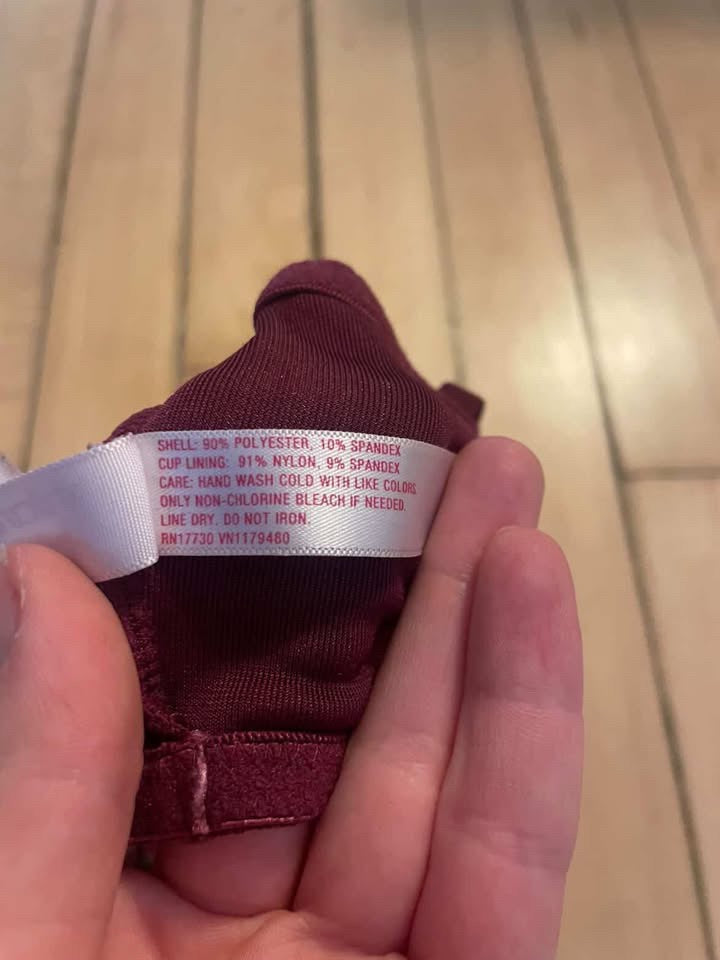 SHELL: 90% POLYESTER, 10% SPANDEX
CUP LINING: 91% NYLON, 9% SPANDEX
CARE: HAND WASH COLD WITH LIKE COLORS.
ONLY NON-CHLORINE BLEACH IF NEEDED.
LINE DRY. DO NOT IRON.
RN17730 VN1179480